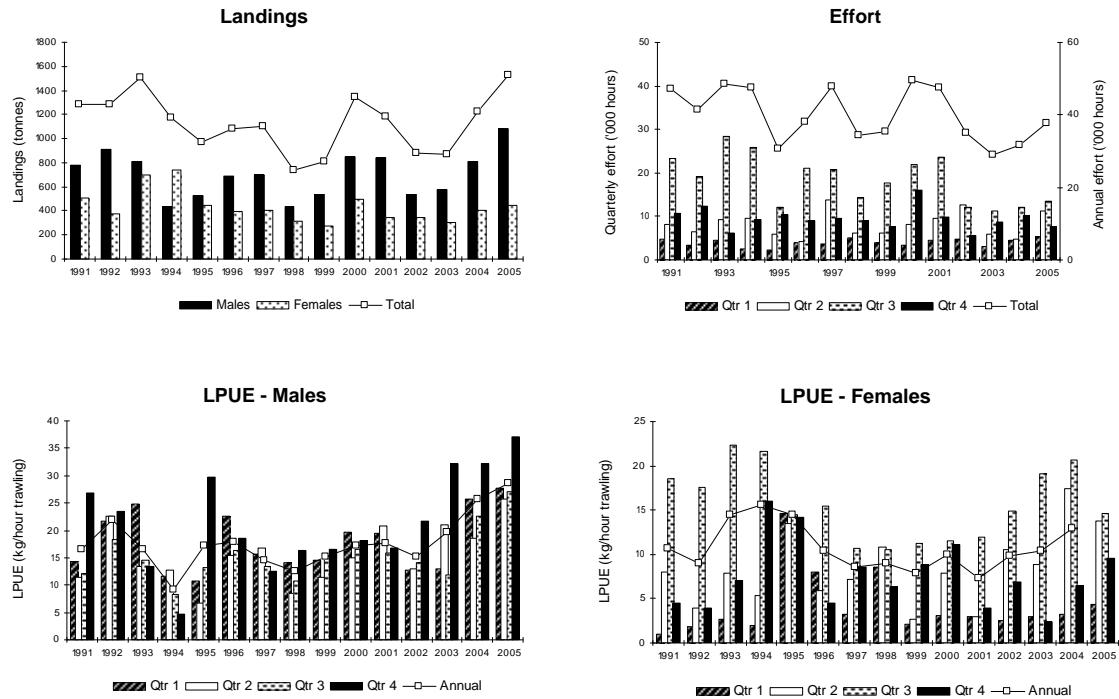 Landings
Landings (tonnes)
1800
1600
1400
1200
1000
800
600
400
200
0
1991 1992 1993 1994 1995 1996 1997 1998 1999 2000 2001 2002 2003 2004 2005
Males Females Total
Effort
Quarterly effort ('000 hours)
50
40
30
20
10
0
60
40
20
0
Annual effort ('000 hours)
1991 1993 1995 1997 1999 2001 2003 2005
Qtr 1 Qtr 2 Qtr 3 Qtr 4 Total
LPUE - Males
LPUE (kg/hour trawling)
40
35
30
25
20
15
10
5
0
1991 1992 1993 1994 1995 1996 1997 1998 1999 2000 2001 2002 2003 2004 2005
Qtr 1 Qtr 2 Qtr 3 Qtr 4 Annual
LPUE - Females
LPUE (kg/hour trawling)
25
20
15
10
5
0
1991 1992 1993 1994 1995 1996 1997 1998 1999 2000 2001 2002 2003 2004 2005
Qtr 1 Qtr 2 Qtr 3 Qtr 4 Annual